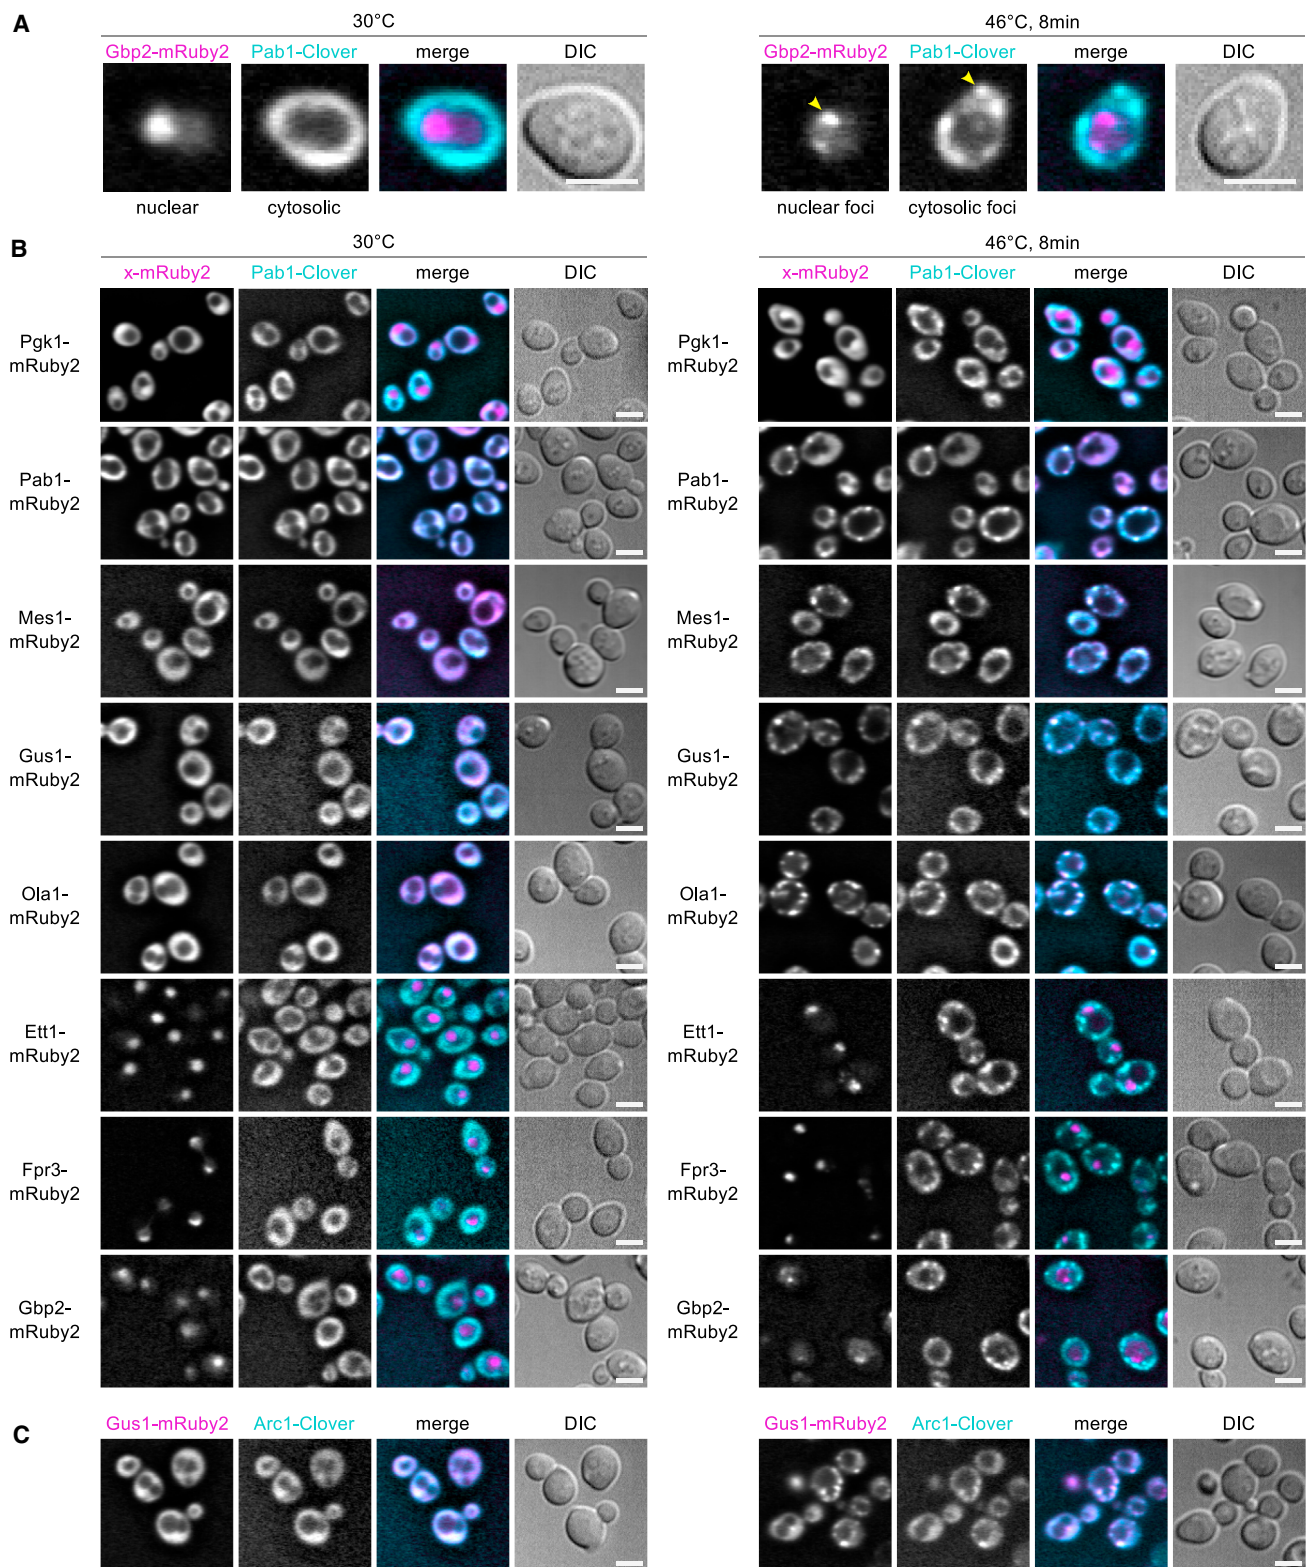 A
30°C
46°C, 8min
Gbp2-mRuby2 Pab1-Clover merge DIC
Gbp2-mRuby2 Pab1-Clover merge DIC
nuclear cytosolic
nuclear foci cytosolic foci
B
30°C
46°C, 8min
x-mRuby2 Pab1-Clover merge DIC
x-mRuby2 Pab1-Clover merge DIC
Pgk1-
mRuby2
Pgk1-
mRuby2
Pab1-
mRuby2
Pab1-
mRuby2
Mes1-
mRuby2
Mes1-
mRuby2
Gus1-
mRuby2
Gus1-
mRuby2
Ola1-
mRuby2
Ola1-
mRuby2
Ett1-
mRuby2
Ett1-
mRuby2
Fpr3-
mRuby2
Fpr3-
mRuby2
Gbp2-
mRuby2
Gbp2-
mRuby2
C
Gus1-mRuby2 Arc1-Clover merge DIC
Gus1-mRuby2 Arc1-Clover merge DIC